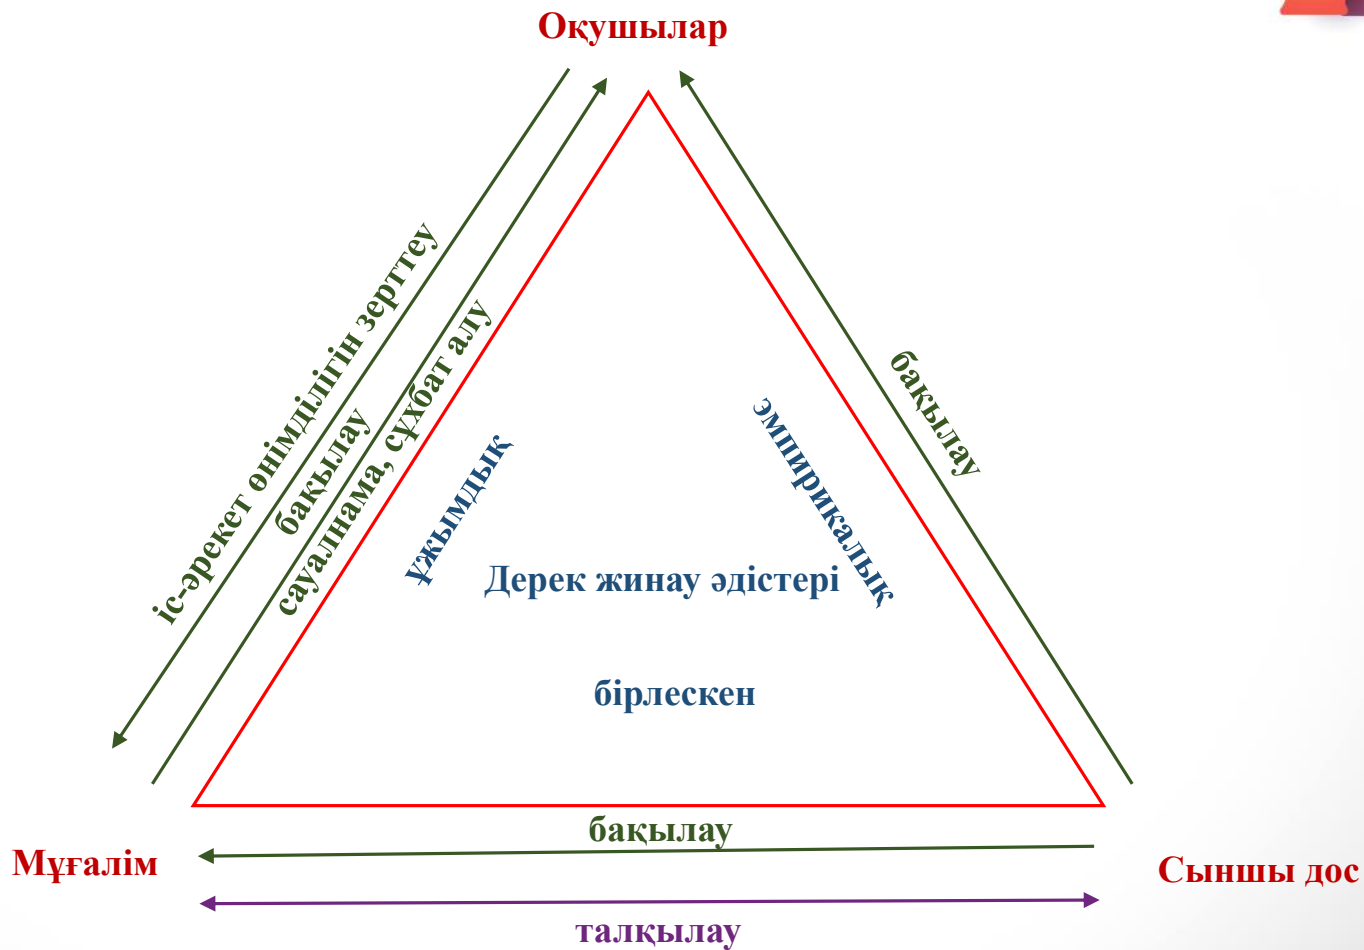 Оқушылар
іс-әрекет өнімділігін зерттеу
бақылау
сауалнама, сұхбат алу
бақылау
ұжымдық
эмпирикалық
Дерек жинау әдістері
бірлескен
бақылау
Мұғалім
Сыншы дос
талқылау